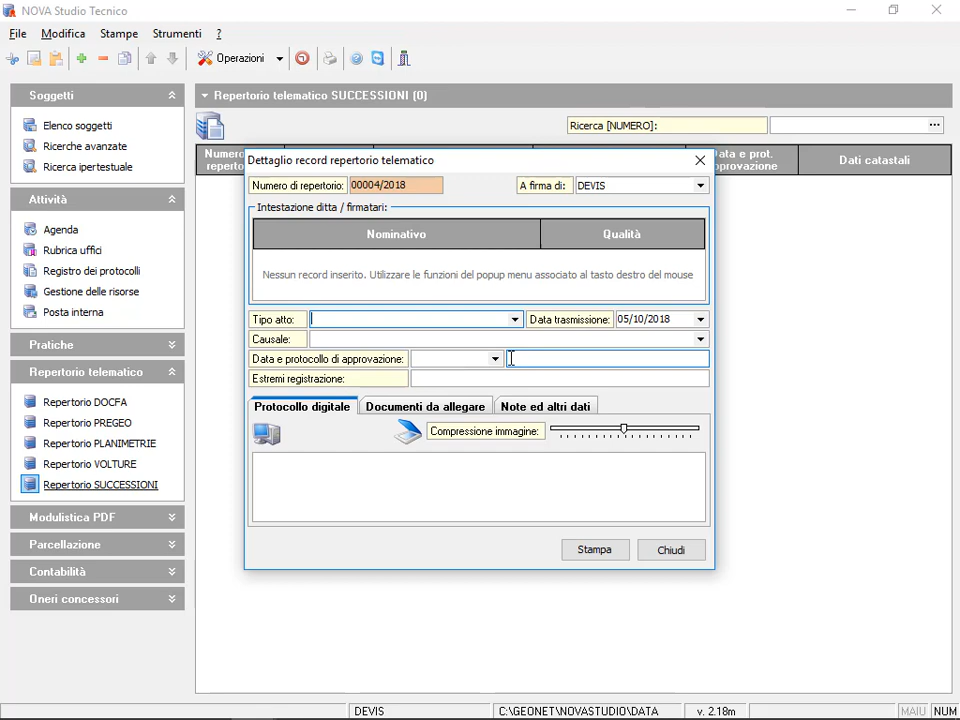 NOVA Studio Tecnico
File Modifica Stampe Strumenti ?
Operazioni
Soggetti
Elenco soggetti
Ricerche avanzate
Ricerca ipertestuale
Attività
Agenda
Rubrica uffici
Registro dei protocolli
Gestione delle risorse
Posta interna
Pratiche
Repertorio telematico
Repertorio DOCFA
Repertorio PREGEO
Repertorio PLANIMETRIE
Repertorio VOLTURE
Repertorio SUCCESSIONI
Modulistica PDF
Parcellazione
Contabilità
Oneri concessori
Repertorio telematico SUCCESSIONI (0)
Ricerca [NUMERO]:
Dati catastali
Dettaglio record repertorio telematico
Numero di repertorio: 00004/2018 A firma di: DEVIS
Intestazione ditta / firmatari:
Nominativo Qualità
Nessun record inserito. Utilizzare le funzioni del popup menu associato al tasto destro del mouse
Tipo atto: Data trasmissione: 05/10/2018
Causale:
Data e protocollo di approvazione:
Estremi registrazione:
Protocollo digitale Documenti da allegare Note ed altri dati
Compressione immagine:
Stampa Chiudi
DEVIS C:\GEONET\NOVASTUDIO\DATA v. 2.18m MAIU NUM